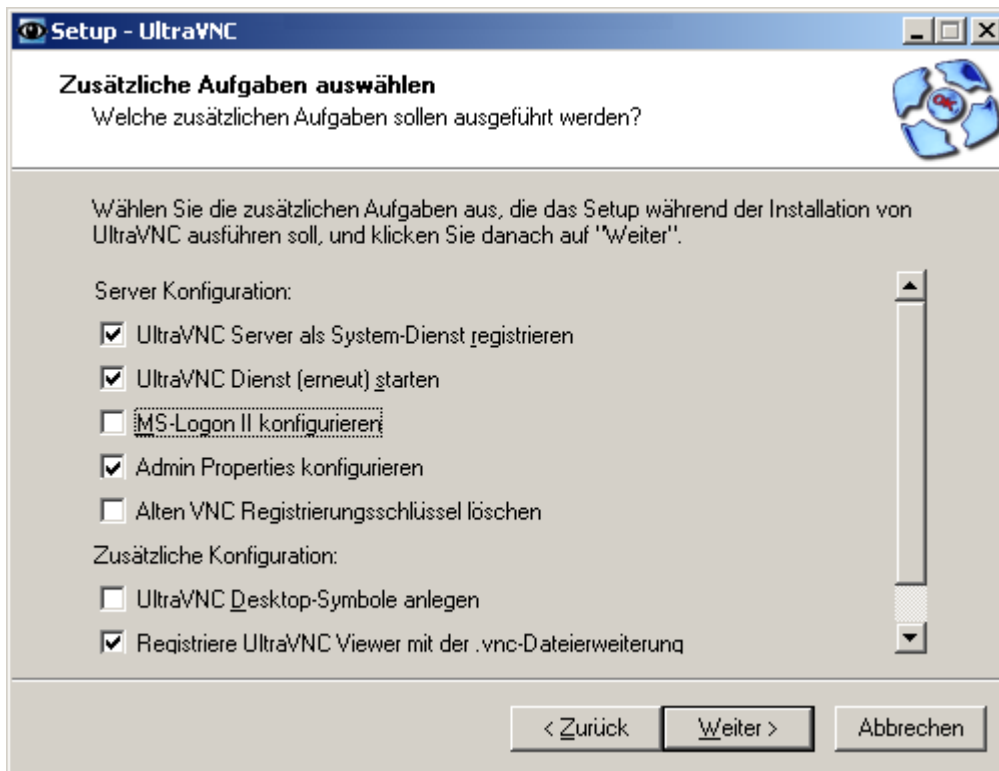 Setup - UltraVNC
Zusätzliche Aufgaben auswählen
Welche zusätzlichen Aufgaben sollen ausgeführt werden?
OK
Wählen Sie die zusätzlichen Aufgaben aus, die das Setup während der Installation von
UltraVNC ausführen soll, und klicken Sie danach auf "Weiter".
Server Konfiguration:
UltraVNC Server als System-Dienst registrieren
UltraVNC Dienst (erneut) starten
MS-Logon II konfigurieren
Admin Properties konfigurieren
Alten VNC Registrierungsschlüssel löschen
Zusätzliche Konfiguration:
UltraVNC Desktop-Symbole anlegen
Registriere UltraVNC Viewer mit der .vnc-Dateierweiterung
< Zurück Weiter > Abbrechen